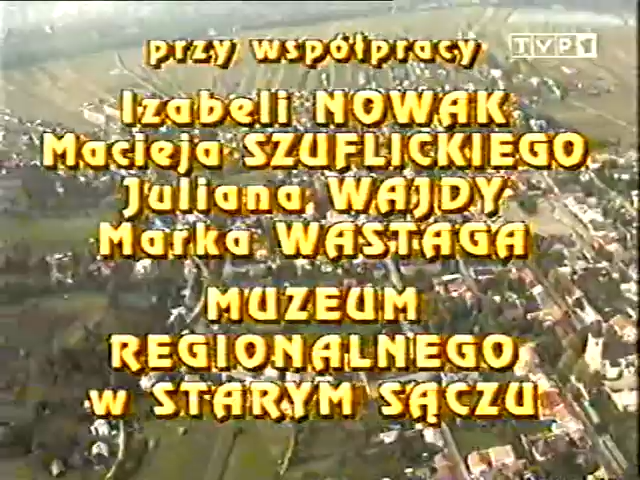 przy współpracy
TVP1
Izabeli NOWAK
Macieja SZUFLICKIEGO
Juliana WAJDY
Marka WASTAGA
MUZEUM
REGIONALNEGO
w STARYM SĄCZU